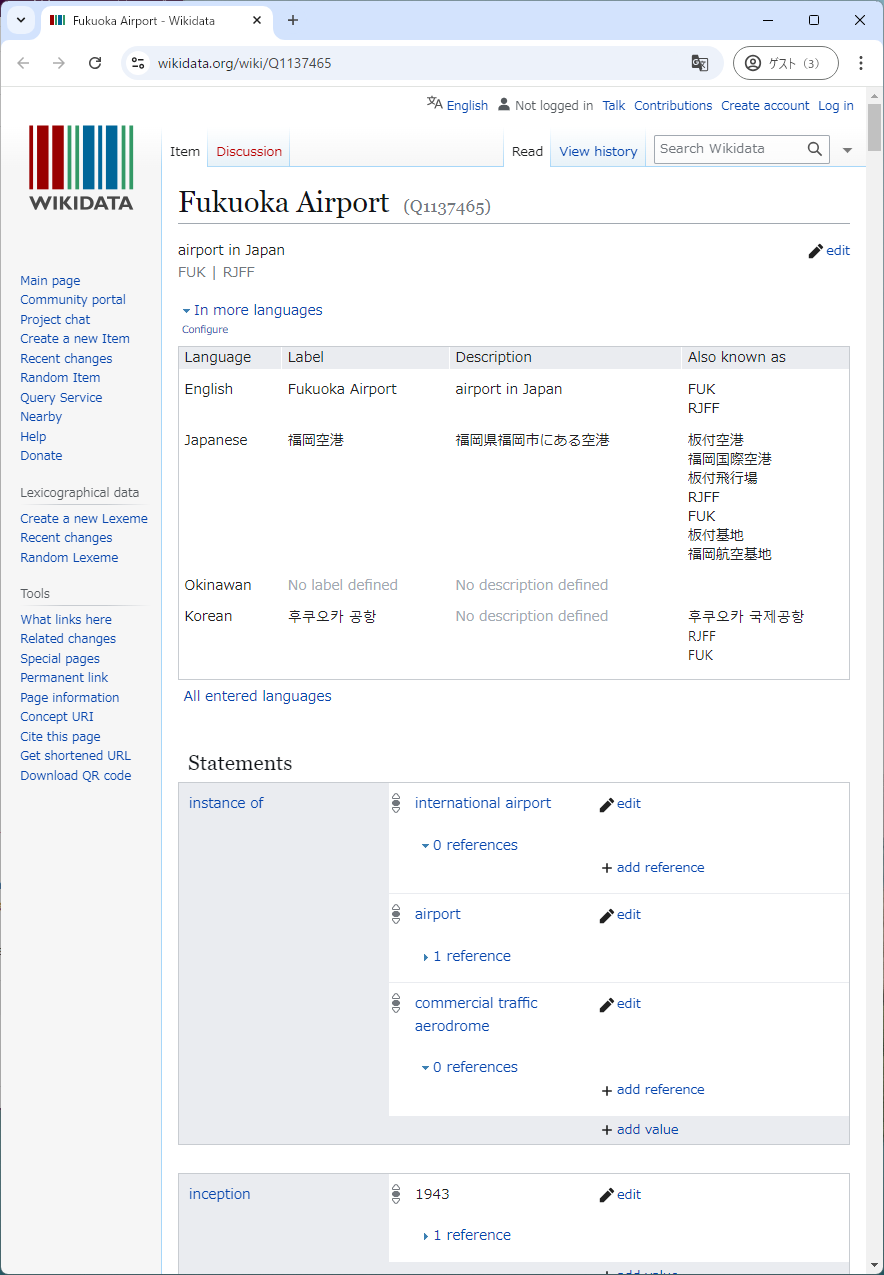 Fukuoka Airport - Wikidata
wikidata.org/wiki/Q1137465
ゲスト (3)
English Not logged in Talk Contributions Create account Log in
WIKIDATA
Item Discussion Read View history Search Wikidata
Fukuoka Airport (Q1137465)
airport in Japan edit
FUK | RJFF
In more languages
Configure
Language Label Description Also known as
English Fukuoka Airport airport in Japan FUK
RJFF
Japanese 福岡空港 福岡県福岡市にある空港 板付空港
福岡国際空港
板付飛行場
RJFF
FUK
板付基地
福岡航空基地
Okinawan No label defined No description defined
Korean 후쿠오카 공항 No description defined 후쿠오카 국제공항
RJFF
FUK
All entered languages
Main page
Community portal
Project chat
Create a new Item
Recent changes
Random Item
Query Service
Nearby
Help
Donate
Lexicographical data
Create a new Lexeme
Recent changes
Random Lexeme
Tools
What links here
Related changes
Special pages
Permanent link
Page information
Concept URI
Cite this page
Get shortened URL
Download QR code
Statements
instance of international airport edit
0 references
+ add reference
airport edit
1 reference
commercial traffic edit
aerodrome
0 references
+ add reference
+ add value
inception 1943 edit
1 reference
+ add value